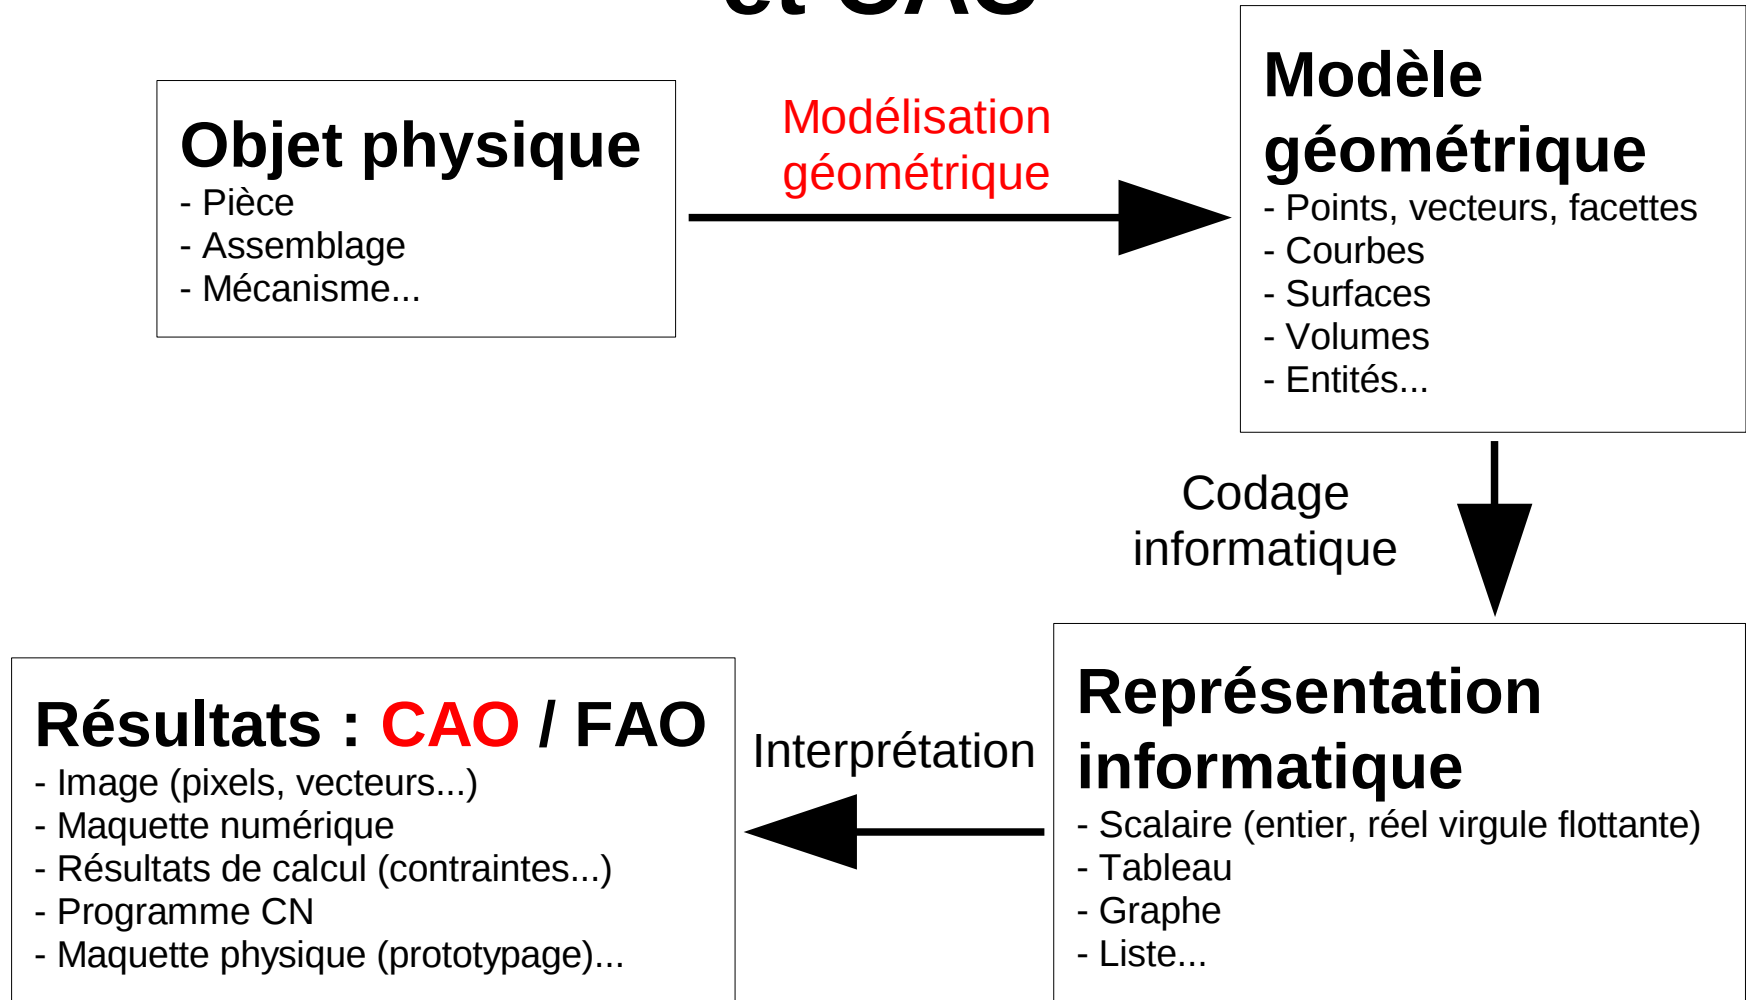 et CAO
Objet physique
- Pièce
- Assemblage
- Mécanisme...
Modélisation
géométrique
Modèle
géométrique
- Points, vecteurs, facettes
- Courbes
- Surfaces
- Volumes
- Entités...
Codage
informatique
Représentation
informatique
- Scalaire (entier, réel virgule flottante)
- Tableau
- Graphe
- Liste...
Interprétation
Résultats : CAO / FAO
- Image (pixels, vecteurs...)
- Maquette numérique
- Résultats de calcul (contraintes...)
- Programme CN
- Maquette physique (prototypage)...